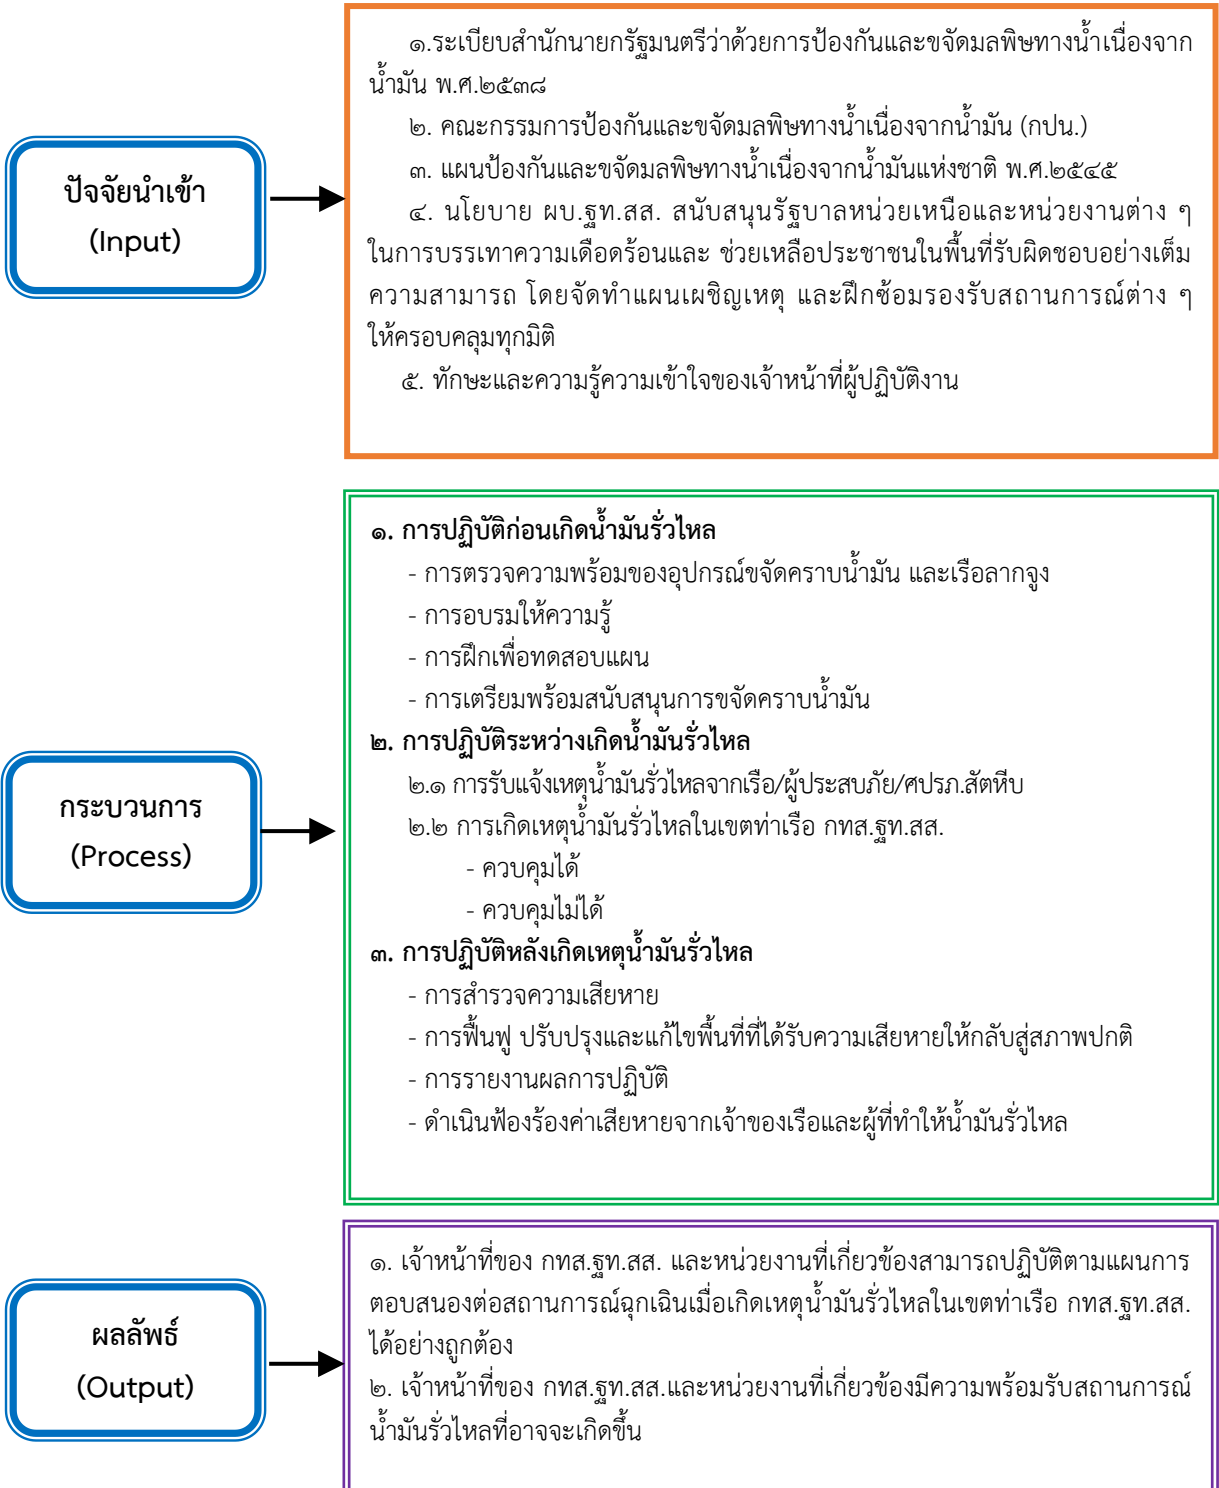 ปัจจัยนำเข้า
(Input)
๑.ระเบียบสำนักนายกรัฐมนตรีว่าด้วยการป้องกันและขจัดมลพิษทางน้ำเนื่องจาก
น้ำมัน พ.ศ.๒๕๓๘
๒. คณะกรรมการป้องกันและขจัดมลพิษทางน้ำเนื่องจากน้ำมัน (กปน.)
๓. แผนป้องกันและขจัดมลพิษทางน้ำเนื่องจากน้ำมันแห่งชาติ พ.ศ.๒๕๔๕
๔. นโยบาย ผบ.ฐท.สส. สนับสนุนรัฐบาลหน่วยเหนือและหน่วยงานต่าง ๆ
ในการบรรเทาความเดือดร้อนและ ช่วยเหลือประชาชนในพื้นที่รับผิดชอบอย่างเต็ม
ความสามารถ โดยจัดทำแผนเผชิญเหตุ และฝึกซ้อมรองรับสถานการณ์ต่าง ๆ
ให้ครอบคลุมทุกมิติ
๕. ทักษะและความรู้ความเข้าใจของเจ้าหน้าที่ผู้ปฏิบัติงาน
กระบวนการ
(Process)
๑. การปฏิบัติก่อนเกิดน้ำมันรั่วไหล
- การตรวจความพร้อมของอุปกรณ์ขจัดคราบน้ำมัน และเรือลากจูง
- การอบรมให้ความรู้
- การฝึกเพื่อทดสอบแผน
- การเตรียมพร้อมสนับสนุนการขจัดคราบน้ำมัน
๒. การปฏิบัติระหว่างเกิดน้ำมันรั่วไหล
๒.๑ การรับแจ้งเหตุน้ำมันรั่วไหลจากเรือ/ผู้ประสบภัย/ศปรภ.สัตหีบ
๒.๒ การเกิดเหตุน้ำมันรั่วไหลในเขตท่าเรือ กทส.ฐท.สส.
- ควบคุมได้
- ควบคุมไม่ได้
๓. การปฏิบัติหลังเกิดเหตุน้ำมันรั่วไหล
- การสำรวจความเสียหาย
- การฟื้นฟู ปรับปรุงและแก้ไขพื้นที่ที่ได้รับความเสียหายให้กลับสู่สภาพปกติ
- การรายงานผลการปฏิบัติ
- ดำเนินฟ้องร้องค่าเสียหายจากเจ้าของเรือและผู้ที่ทำให้น้ำมันรั่วไหล
ผลลัพธ์
(Output)
๑. เจ้าหน้าที่ของ กทส.ฐท.สส. และหน่วยงานที่เกี่ยวข้องสามารถปฏิบัติตามแผนการ
ตอบสนองต่อสถานการณ์ฉุกเฉินเมื่อเกิดเหตุน้ำมันรั่วไหลในเขตท่าเรือ กทส.ฐท.สส.
ได้อย่างถูกต้อง
๒. เจ้าหน้าที่ของ กทส.ฐท.สส.และหน่วยงานที่เกี่ยวข้องมีความพร้อมรับสถานการณ์
น้ำมันรั่วไหลที่อาจจะเกิดขึ้น